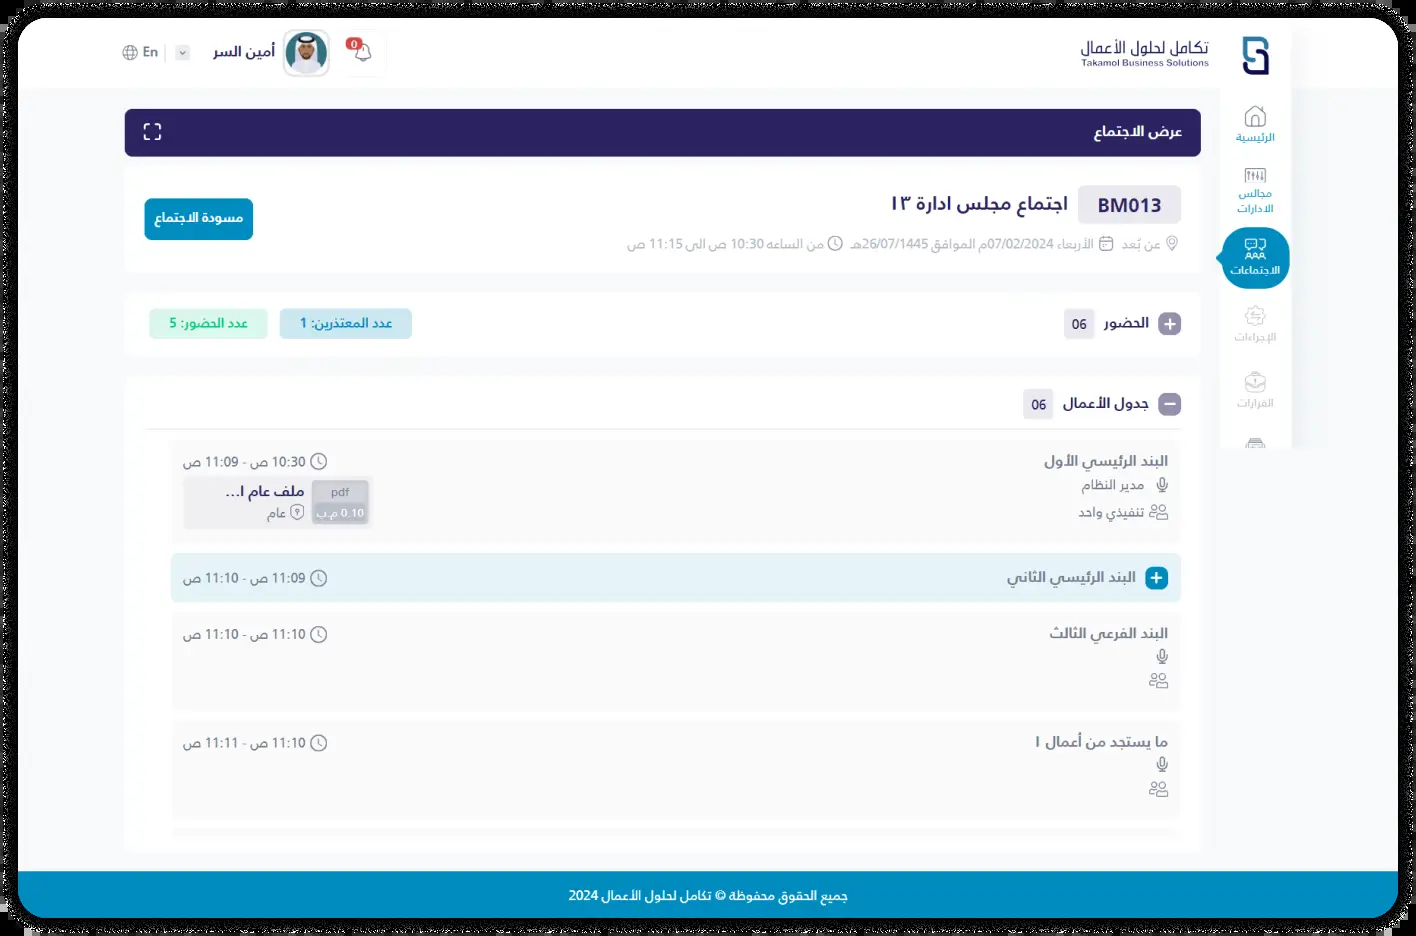 تكامل لحلول الأعمال
Takamol Business Solutions
0
أمين السر
En
الرئيسية
مجالس
الادارات
الاجتماعات
الإجراءات
القرارات
عرض الاجتماع
BM013 اجتماع مجلس ادارة ١٣
عن بُعد الأربعاء 07/02/2024م الموافق 26/07/1445هـ من الساعه 10:30 ص الى 11:15 ص
مسودة الاجتماع
الحضور 06
عدد المعتذرين: 1
عدد الحضور: 5
جدول الأعمال 06
البند الرئيسي الأول
10:30 ص - 11:09 ص
مدير النظام
تنفيذي واحد
pdf
0.10 م.ب
ملف عام ا...
عام
البند الرئيسي الثاني
11:09 ص - 11:10 ص
البند الفرعي الثالث
11:10 ص - 11:10 ص
ما يستجد من أعمال ١
11:10 ص - 11:11 ص
جميع الحقوق محفوظة © تكامل لحلول الأعمال 2024